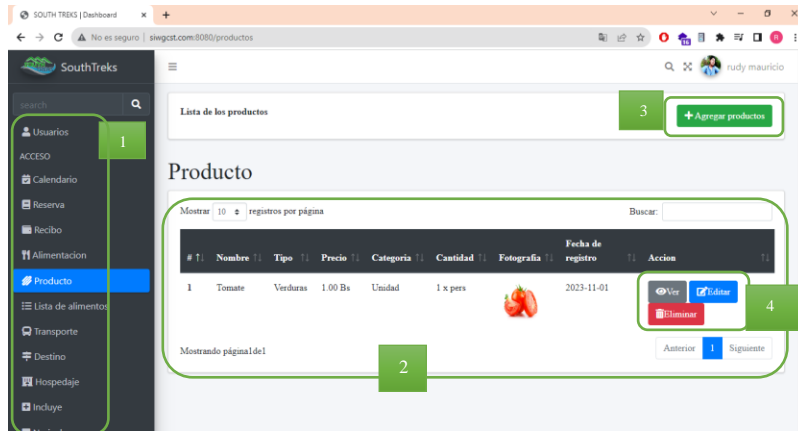 SOUTH TREKS | Dashboard
No es seguro | siwgcst.com:8080/productos
SouthTreks
rudy mauricio
search
Usuarios
ACCESO
Calendario
Reserva
Recibo
Alimentacion
Producto
Lista de alimentos
Transporte
Destino
Hospedaje
Incluye
1
Lista de los productos
3
Agregar productos
Producto
Mostrar 10 registros por página
Buscar:
# Nombre Tipo Precio Categoria Cantidad Fotografia Fecha de registro Accion
1 Tomate Verduras 1.00 Bs Unidad 1 x pers 2023-11-01
Ver Editar
Eliminar
4
Mostrando página1de1
Anterior 1 Siguiente
2